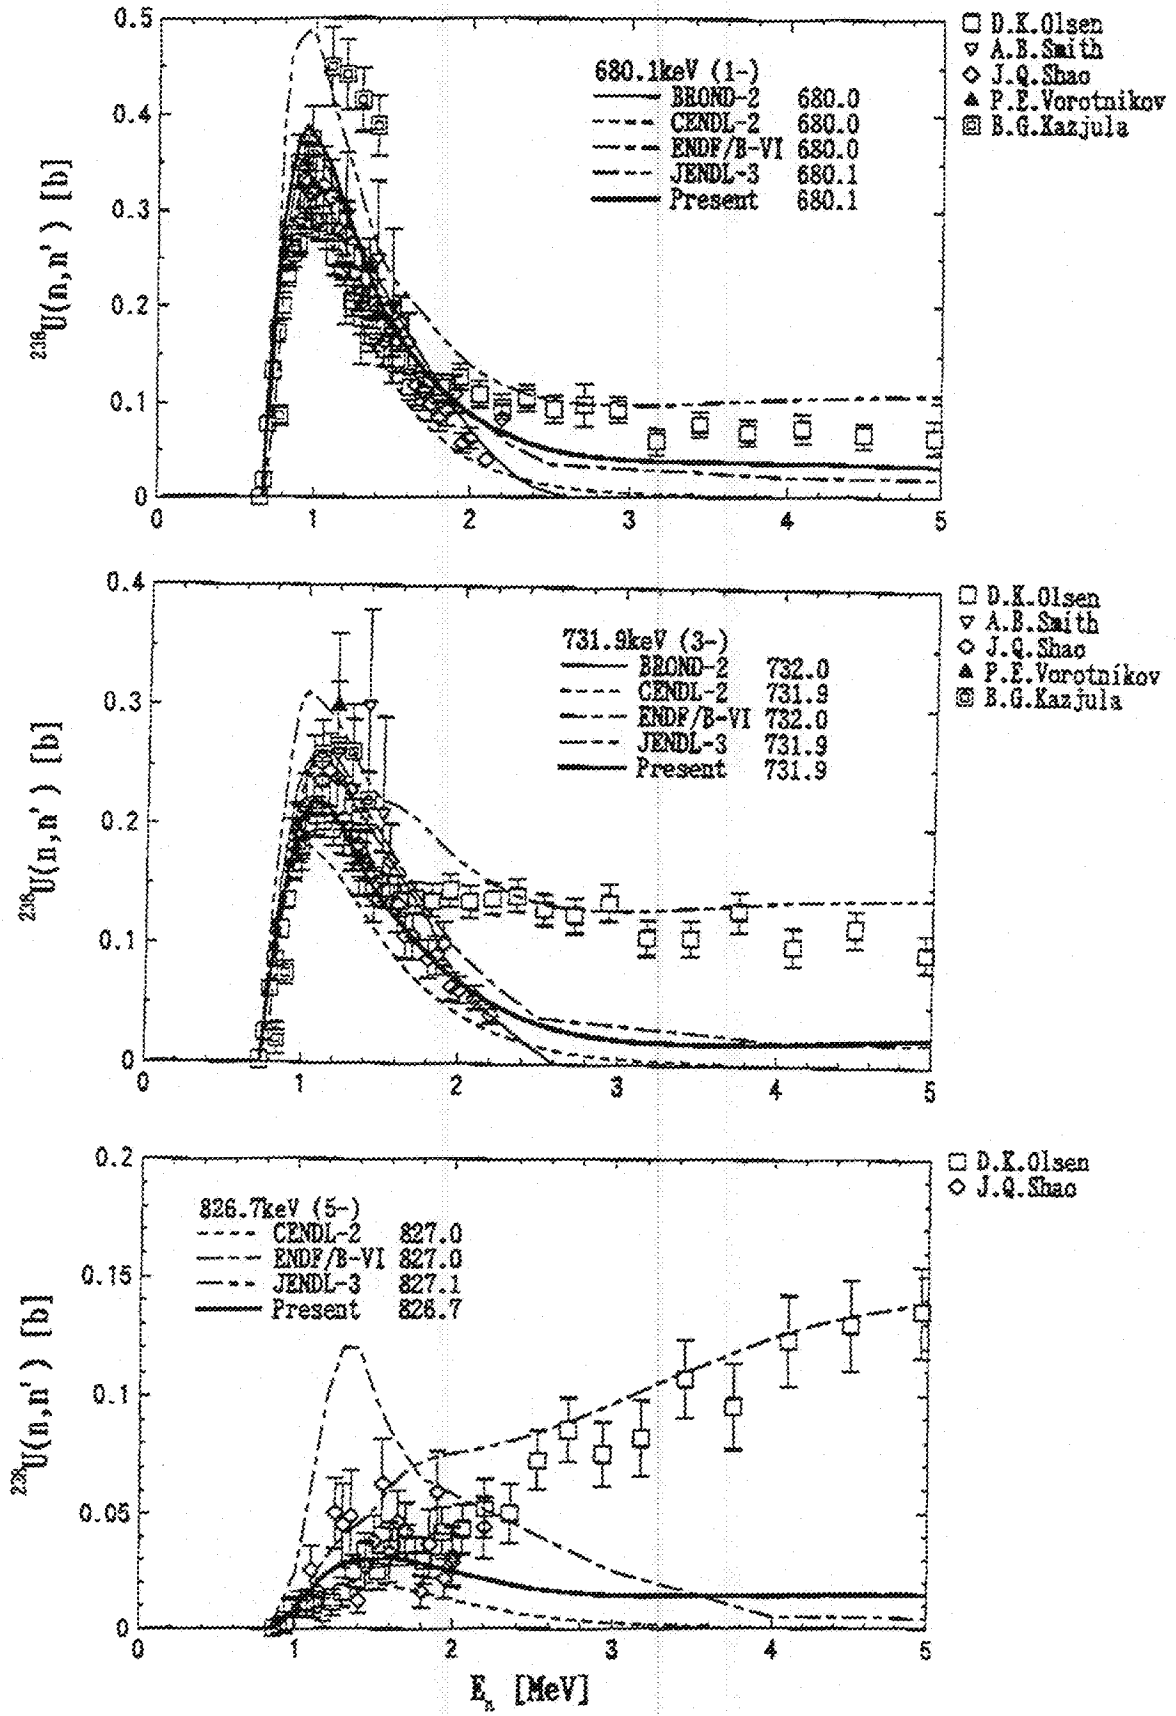 0.5
0.4
0.3
0.2
0.1
0
²³⁸U(n,n') [b]
680.1keV (1-)
BROND-2 680.0
CENDL-2 680.0
ENDF/B-VI 680.0
JENDL-3 680.1
Present 680.1
D.K.Olsen
A.B.Smith
J.Q.Shao
P.E.Vorotnikov
B.G.Kazjula
0 1 2 3 4 5
0.4
0.3
0.2
0.1
0
²³⁸U(n,n') [b]
731.9keV (3-)
BROND-2 732.0
CENDL-2 731.9
ENDF/B-VI 732.0
JENDL-3 731.9
Present 731.9
D.K.Olsen
A.B.Smith
J.Q.Shao
P.E.Vorotnikov
B.G.Kazjula
0 1 2 3 4 5
0.2
0.15
0.1
0.05
0
²³⁸U(n,n') [b]
826.7keV (5-)
CENDL-2 827.0
ENDF/B-VI 827.0
JENDL-3 827.1
Present 826.7
D.K.Olsen
J.Q.Shao
0 1 2 3 4 5
Eₙ [MeV]